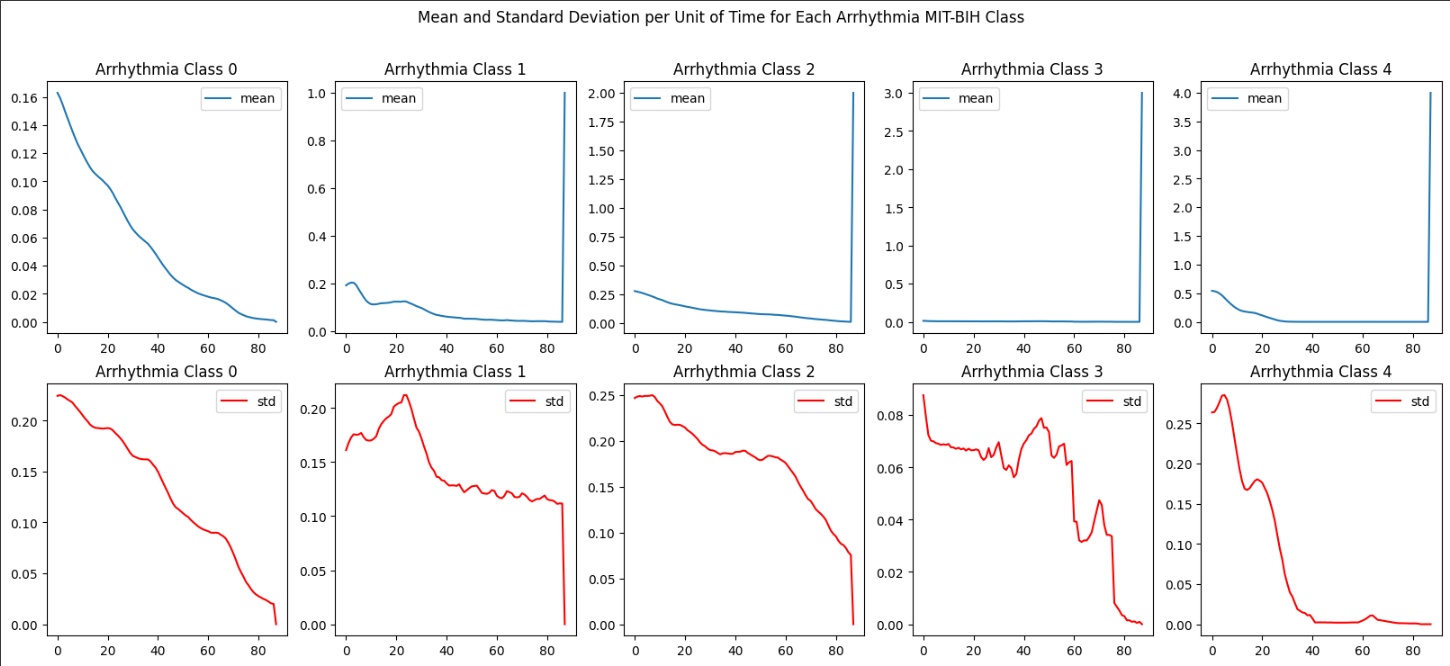 Mean and Standard Deviation per Unit of Time for Each Arrhythmia MIT-BIH Class
Arrhythmia Class 0
mean
0.16
0.14
0.12
0.10
0.08
0.06
0.04
0.02
0.00
0 20 40 60 80
Arrhythmia Class 1
mean
1.0
0.8
0.6
0.4
0.2
0.0
0 20 40 60 80
Arrhythmia Class 2
mean
2.00
1.75
1.50
1.25
1.00
0.75
0.50
0.25
0.00
0 20 40 60 80
Arrhythmia Class 3
mean
3.0
2.5
2.0
1.5
1.0
0.5
0.0
0 20 40 60 80
Arrhythmia Class 4
mean
4.0
3.5
3.0
2.5
2.0
1.5
1.0
0.5
0.0
0 20 40 60 80
Arrhythmia Class 0
std
0.20
0.15
0.10
0.05
0.00
0 20 40 60 80
Arrhythmia Class 1
std
0.20
0.15
0.10
0.05
0.00
0 20 40 60 80
Arrhythmia Class 2
std
0.25
0.20
0.15
0.10
0.05
0.00
0 20 40 60 80
Arrhythmia Class 3
std
0.08
0.06
0.04
0.02
0.00
0 20 40 60 80
Arrhythmia Class 4
std
0.25
0.20
0.15
0.10
0.05
0.00
0 20 40 60 80